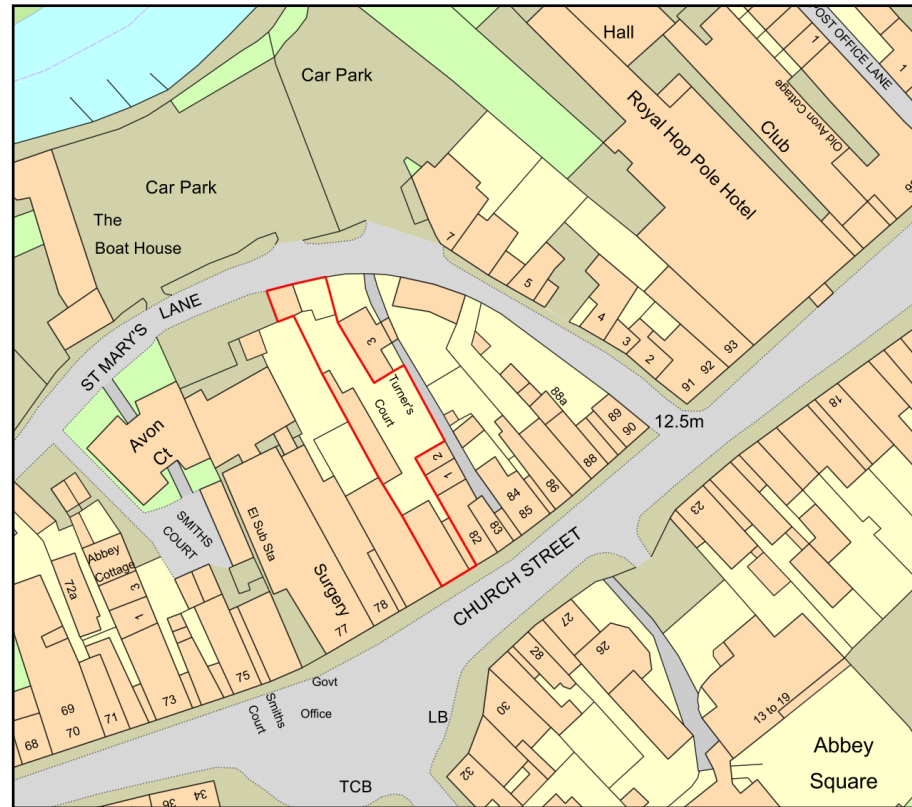 Hall
POST OFFICE LANE
1
1
Car Park
Old Avon Cottage
Club
Royal Hop Pole Hotel
Car Park
The
Boat House
7
5
4
3
2
93
92
91
ST MARY'S LANE
3
Turner's
Court
88a
12.5m
18
89
90
88
86
85
84
83
82
2
1
23
Avon
Ct
SMITHS
COURT
El Sub Sta
Surgery
78
77
CHURCH STREET
Abbey
Cottage
72a
3
1
75
73
71
70
69
68
Smiths
Court
Govt
Office
LB
TCB
27
28
26
30
32
34
36
13 to 19
Abbey
Square